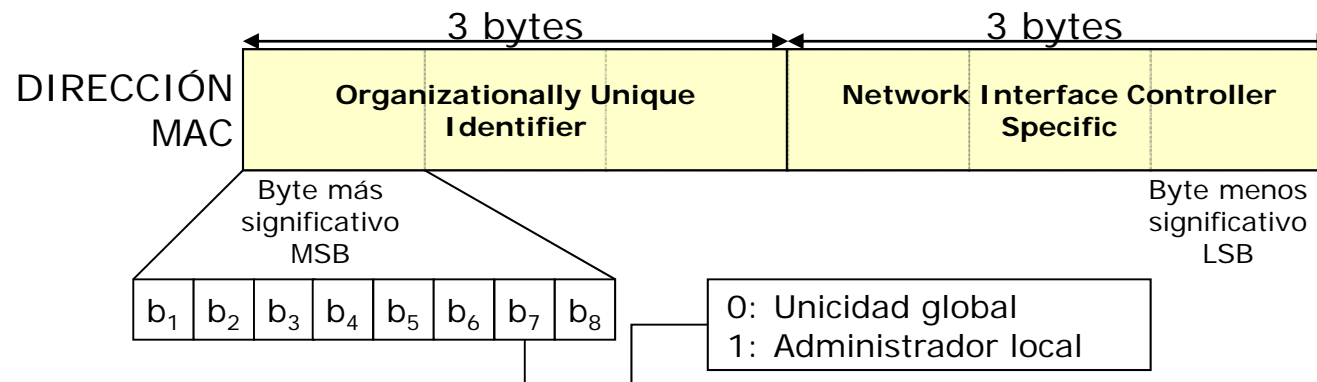 3 bytes 3 bytes
DIRECCIÓN
MAC
Organizationally Unique
Identifier
Network Interface Controller
Specific
Byte más
significativo
MSB
Byte menos
significativo
LSB
b₁ b₂ b₃ b₄ b₅ b₆ b₇ b₈
0: Unicidad global
1: Administrador local